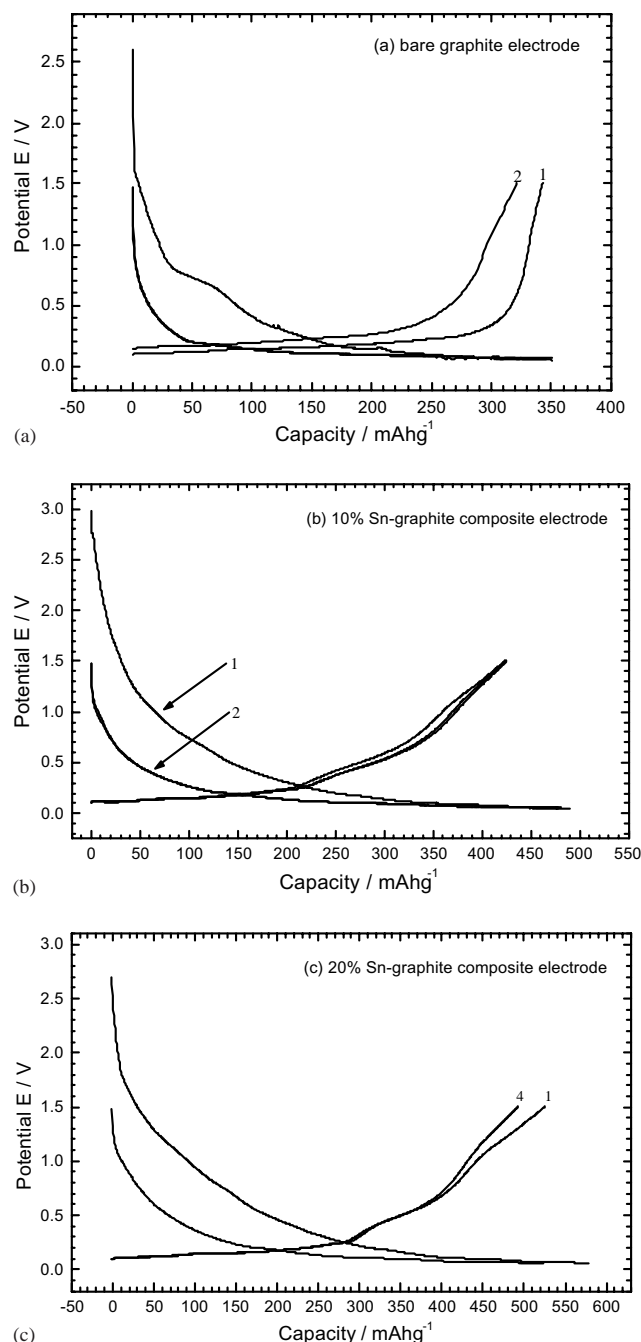 (a) bare graphite electrode
2.5
2.0
1.5
1.0
0.5
0.0
Potential E / V
2 1
-50 0 50 100 150 200 250 300 350 400
Capacity / mAhg-1
(a)
(b) 10% Sn-graphite composite electrode
3.0
2.5
2.0
1.5
1.0
0.5
0.0
Potential E / V
1
2
0 50 100 150 200 250 300 350 400 450 500 550
Capacity / mAhg-1
(b)
(c) 20% Sn-graphite composite electrode
3.0
2.5
2.0
1.5
1.0
0.5
0.0
Potential E / V
4 1
-50 0 50 100 150 200 250 300 350 400 450 500 550 600
Capacity / mAhg-1
(c)